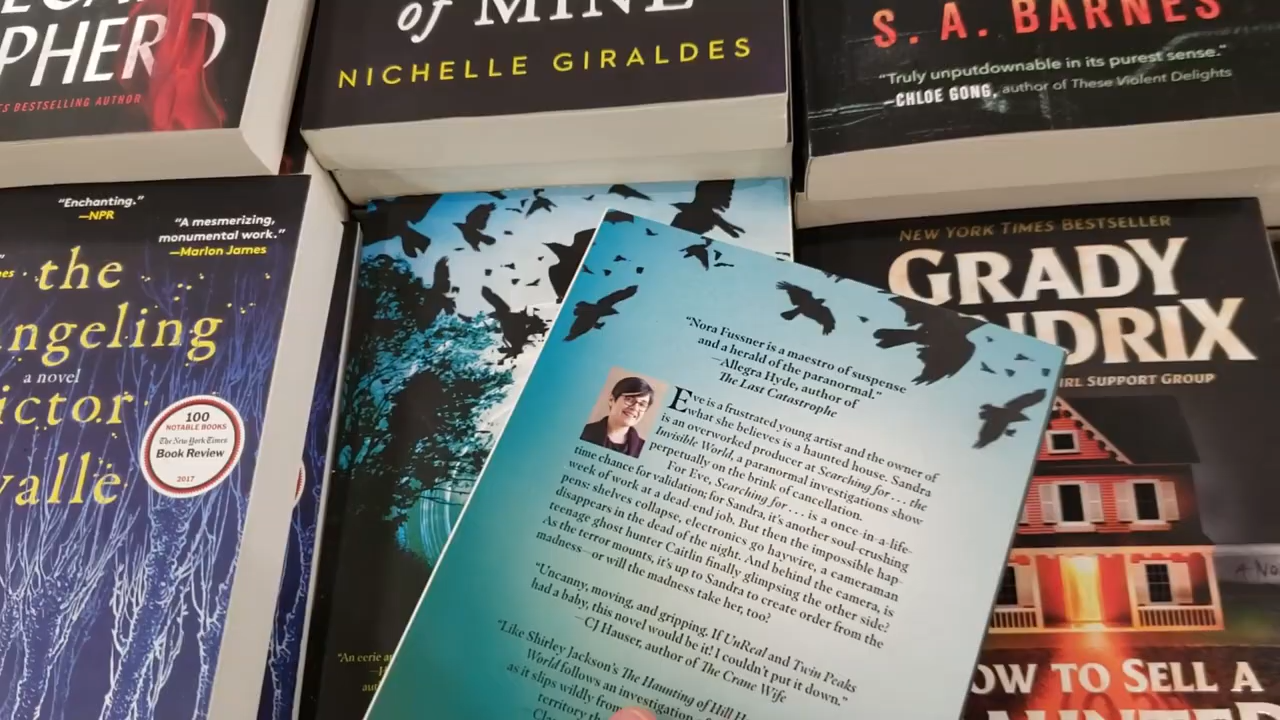 PHER
S BESTSELLING AUTHOR
of MINE
NICHELLE GIRALDES
S. A. BARNES
"Truly unputdownable in its purest sense."
—CHLOE GONG, author of These Violent Delights
"Enchanting."
—NPR
"A mesmerizing,
monumental work."
—Marlon James
the
ngeling
a novel
ictor
valle
100
NOTABLE BOOKS
The New York Times
Book Review
2017
"Nora Fussner is a maestro of suspense
and a herald of the paranormal."
—Allegra Hyde, author of
The Last Catastrophe
Eve is a frustrated young artist and the owner of
what she believes is a haunted house. Sandra
is an overworked producer at Searching for . . . the
Invisible World, a paranormal investigations show
perpetually on the brink of cancellation.
For Eve, Searching for . . . is a once-in-a-life-
time chance for validation; for Sandra, it's another soul-crushing
week of work at a dead-end job. But then the impossible hap-
pens: shelves collapse, electronics go haywire, a cameraman
disappears in the dead of the night. And behind the camera, is
teenage ghost hunter Caitlin finally glimpsing the other side?
As the terror mounts, it's up to Sandra to create order from the
madness—or will the madness take her, too?
"Uncanny, moving, and gripping. If UnReal and Twin Peaks
had a baby, this novel would be it! I couldn't put it down."
—CJ Hauser, author of The Crane Wife
"Like Shirley Jackson's The Haunting of Hill H
World follows an investigation
as it slips wildly from
territory th
"An eerie a
NEW YORK TIMES BESTSELLER
GRADY
NDRIX
IRL SUPPORT GROUP
OW TO SELL A